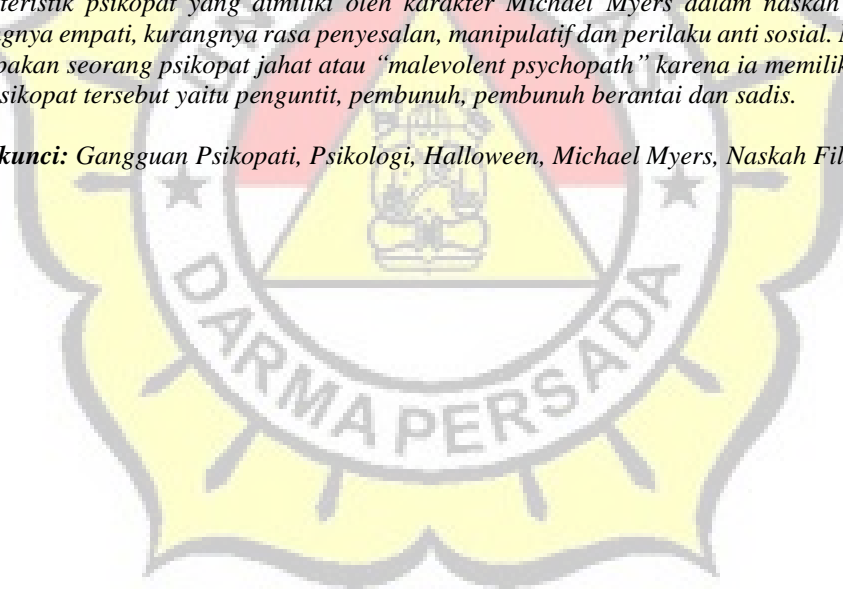 teristik psikopat yang dimiliki oleh karakter Michael Myers dalam naskah
gnya empati, kurangnya rasa penyesalan, manipulatif dan perilaku anti sosial.
pakan seorang psikopat jahat atau “malevolent psychopath” karena ia memilik
sikopat tersebut yaitu penguntit, pembunuh, pembunuh berantai dan sadis.
kunci: Gangguan Psikopati, Psikologi, Halloween, Michael Myers, Naskah Fil
DARMA PERSADA